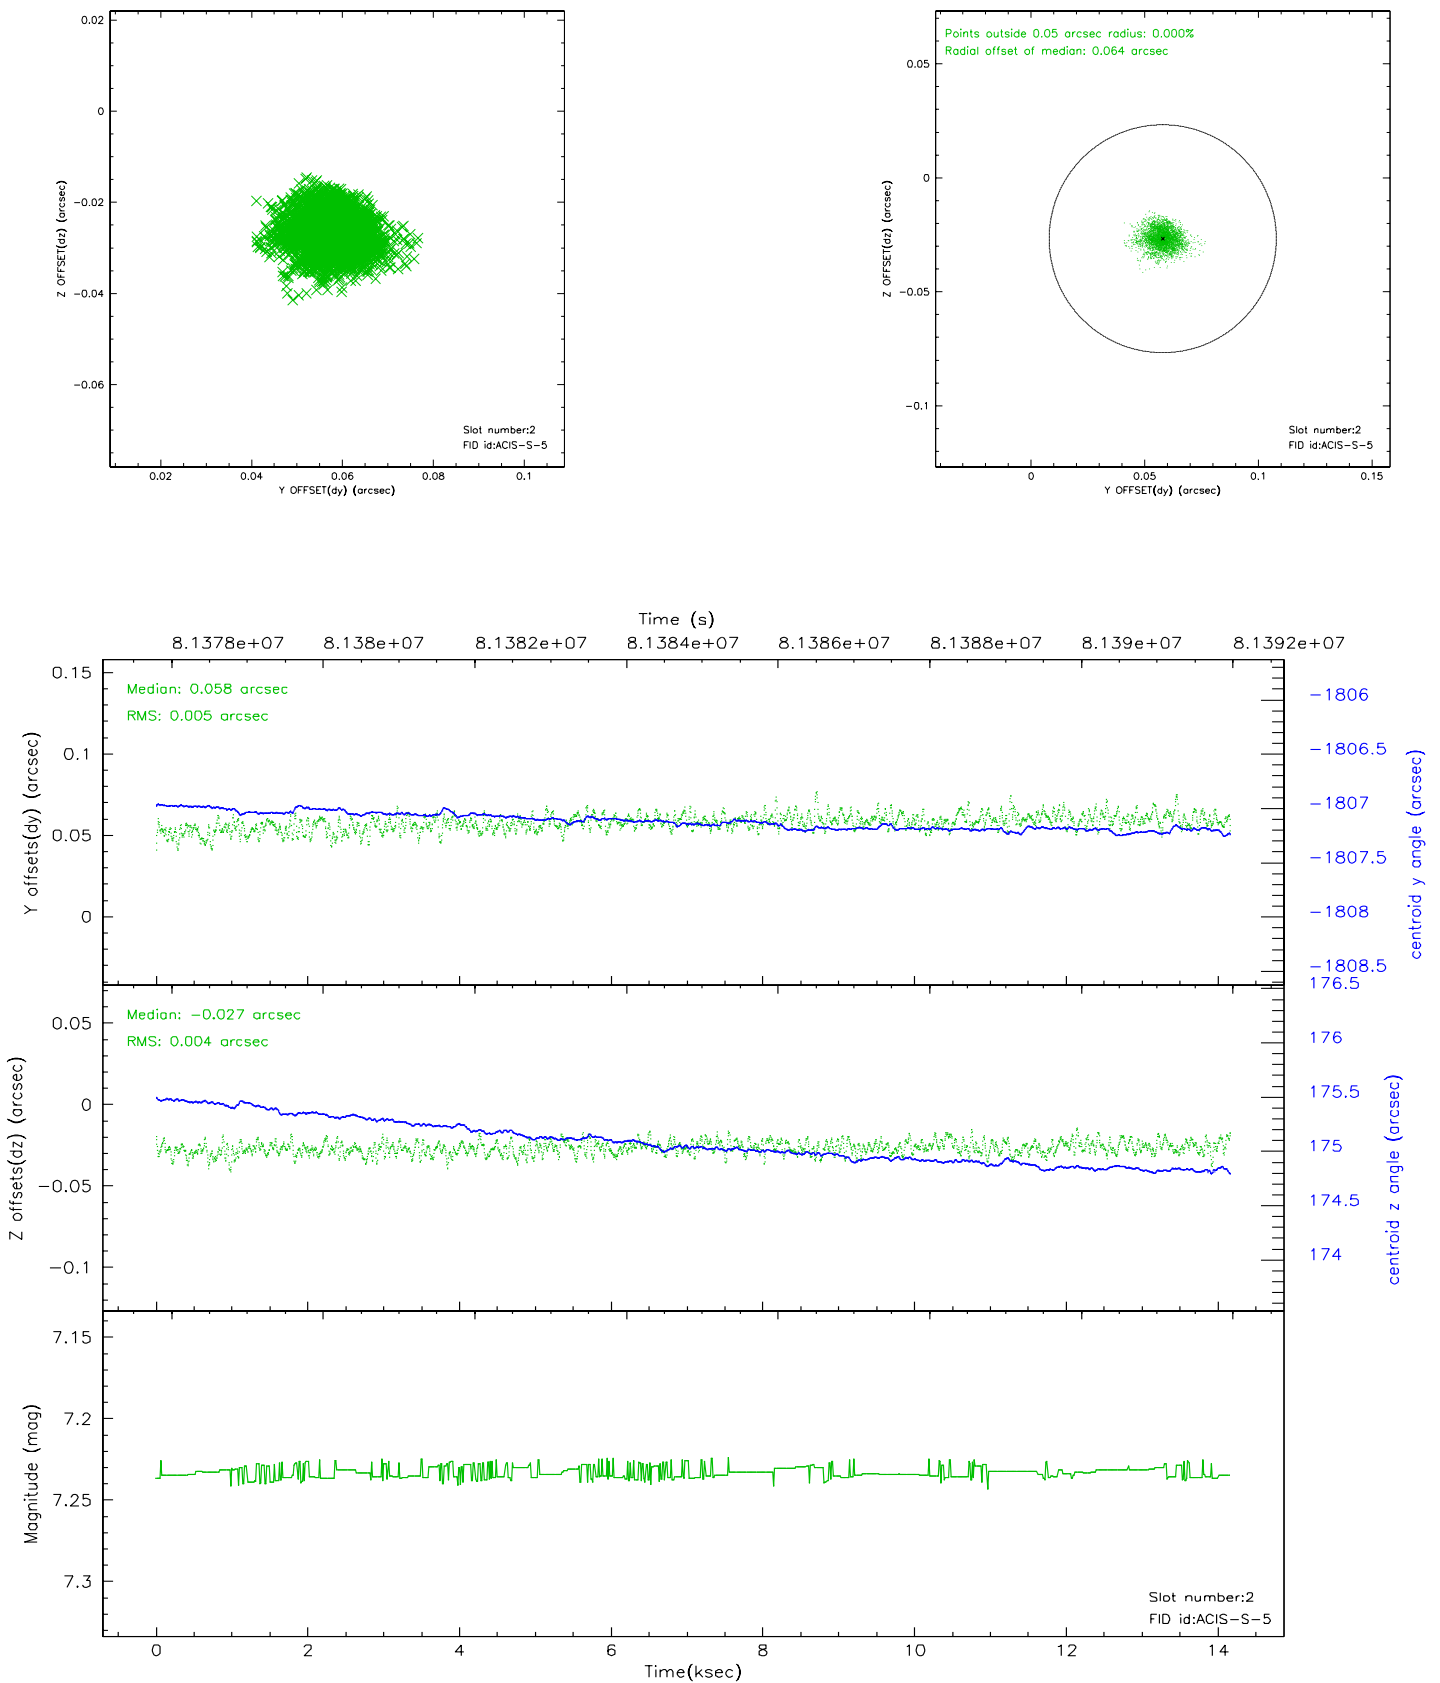 0.02
0
−0.02
−0.04
−0.06
Z OFFSET(dz) (arcsec)
Slot number:2
FID id:ACIS−S−5
0.02 0.04 0.06 0.08 0.1
Y OFFSET(dy) (arcsec)
Points outside 0.05 arcsec radius: 0.000%
Radial offset of median: 0.064 arcsec
0.05
0
−0.05
−0.1
Z OFFSET(dz) (arcsec)
Slot number:2
FID id:ACIS−S−5
0 0.05 0.1 0.15
Y OFFSET(dy) (arcsec)
Time (s)
8.1378e+07 8.138e+07 8.1382e+07 8.1384e+07 8.1386e+07 8.1388e+07 8.139e+07 8.1392e+07
Median: 0.058 arcsec
RMS: 0.005 arcsec
0.15
0.1
0.05
0
Y offsets(dy) (arcsec)
−1806
−1806.5
−1807
−1807.5
−1808
−1808.5
centroid y angle (arcsec)
Median: −0.027 arcsec
RMS: 0.004 arcsec
0.05
0
−0.05
−0.1
Z offsets(dz) (arcsec)
176.5
176
175.5
175
174.5
174
centroid z angle (arcsec)
7.15
7.2
7.25
7.3
Magnitude (mag)
Slot number:2
FID id:ACIS−S−5
0 2 4 6 8 10 12 14
Time(ksec)